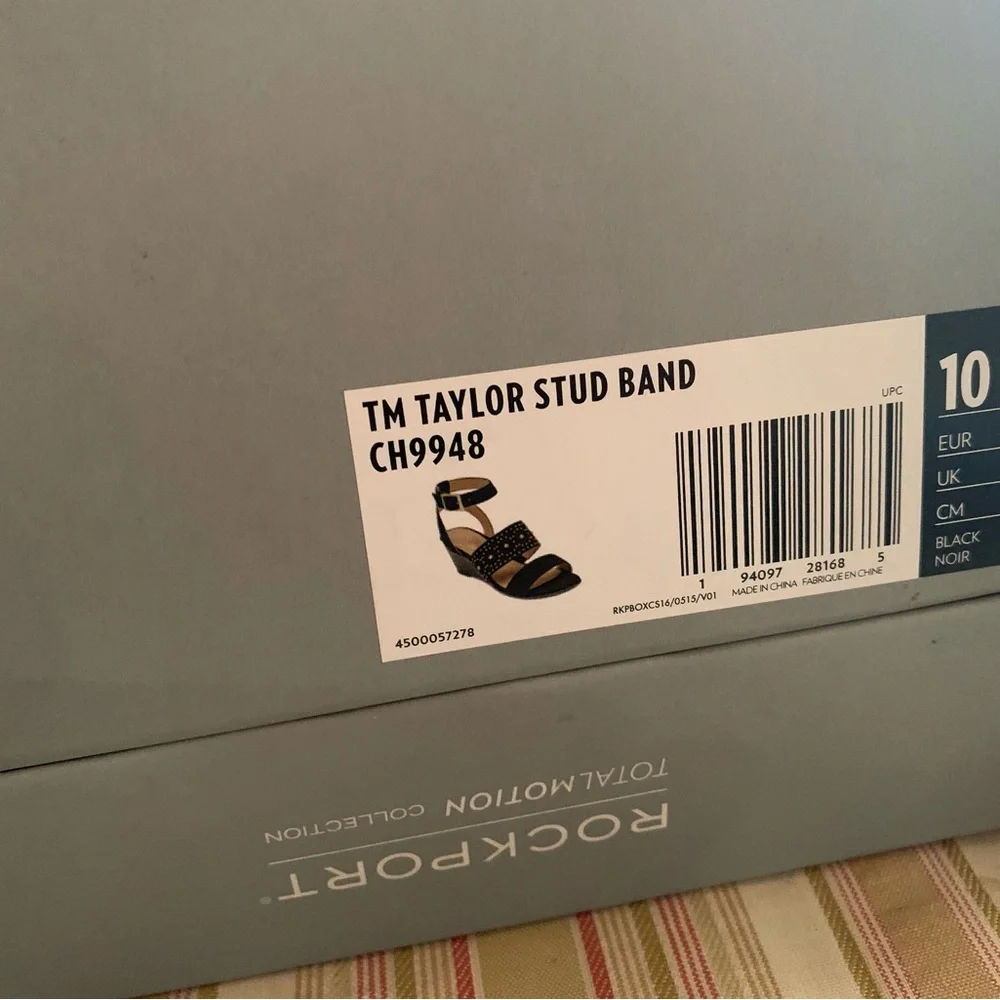 TM TAYLOR STUD BAND
CH9948
UPC
1 94097 28168 5
RKPBOXCS16/0515/V01 MADE IN CHINA FABRIQUE EN CHINE
4500057278
10
EUR
UK
CM
BLACK
NOIR
ROCKPORT®
TOTALMOTION COLLECTION